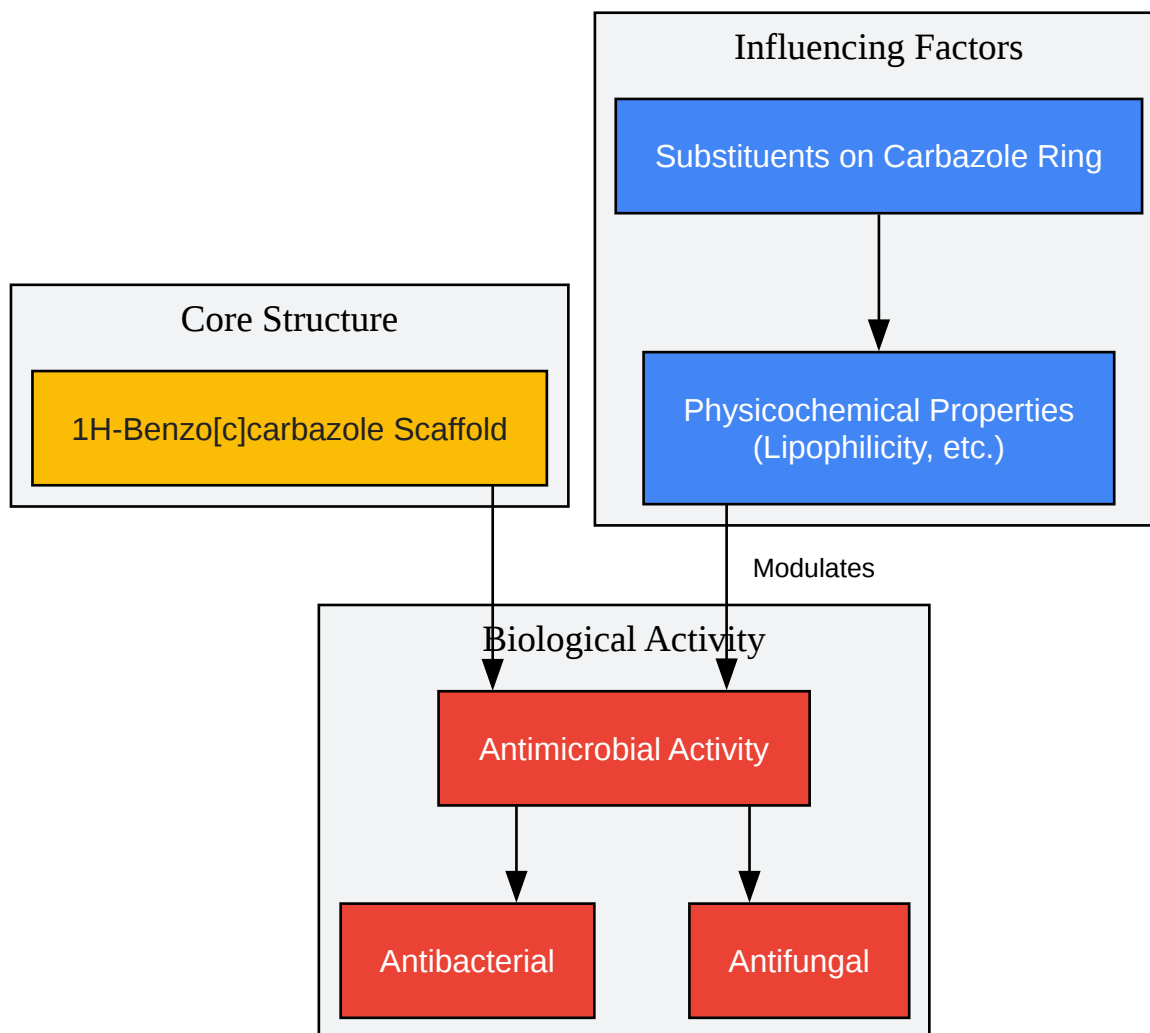 Influencing Factors
Substituents on Carbazole Ring
Core Structure
1H-Benzo[c]carbazole Scaffold
Physicochemical Properties
(Lipophilicity, etc.)
Modulates
Biological Activity
Antimicrobial Activity
Antibacterial
Antifungal